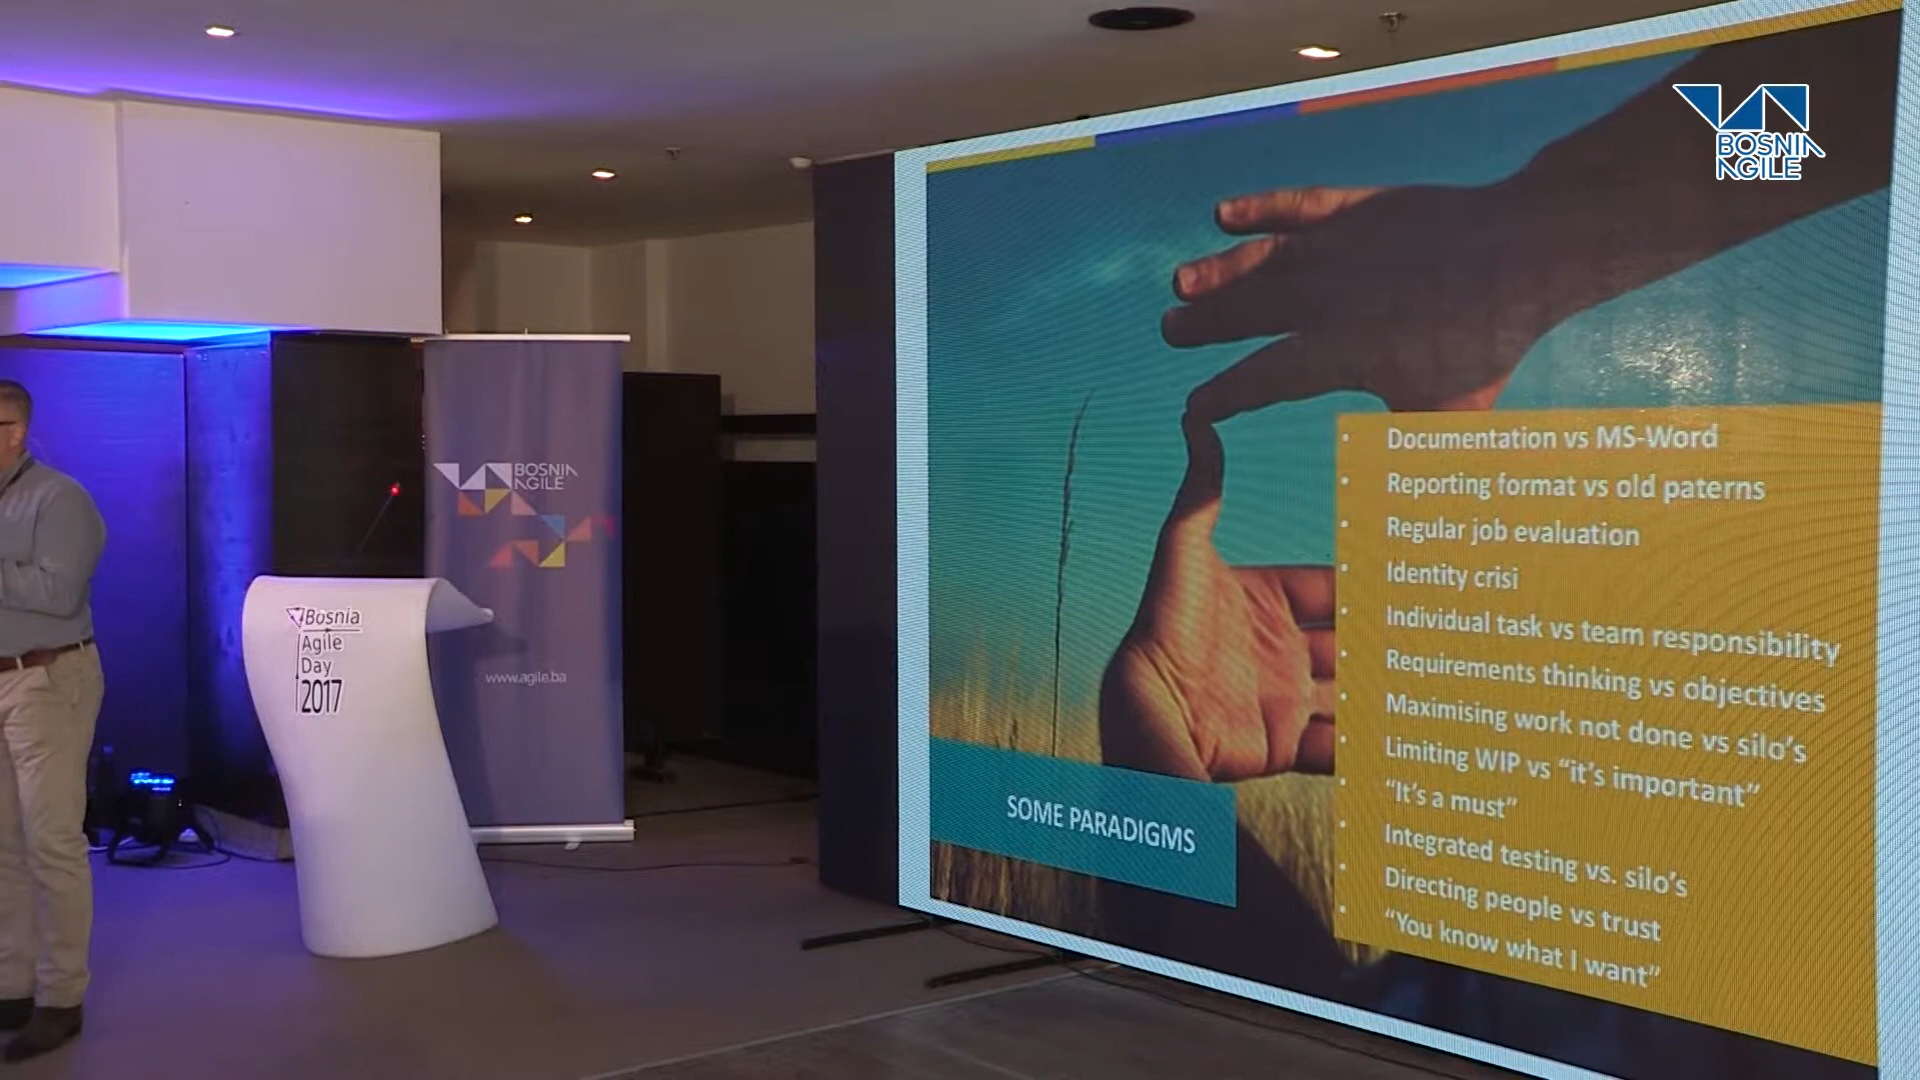 BOSNIA
AGILE
BOSNIA
AGILE
www.agile.ba
Bosnia
Agile
Day
2017
SOME PARADIGMS
• Documentation vs MS-Word
• Reporting format vs old paterns
• Regular job evaluation
• Identity crisi
• Individual task vs team responsibility
• Requirements thinking vs objectives
• Maximising work not done vs silo's
• Limiting WIP vs “it's important”
• “It's a must”
• Integrated testing vs. silo's
• Directing people vs trust
• “You know what I want”